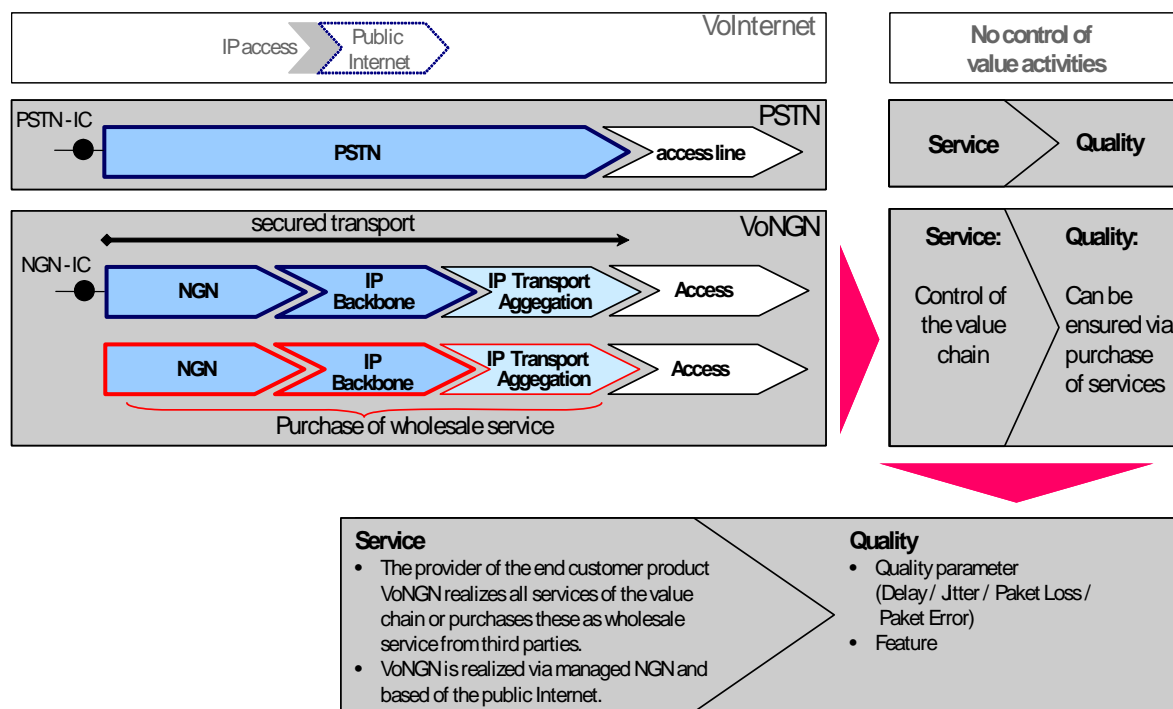 VoInternet
IP access
Public
Internet
No control of
value activities
PSTN
PSTN - IC
PSTN
access line
Service
Quality
VoNGN
secured transport
NGN - IC
NGN
IP
Backbone
IP Transport
Aggegation
Access
NGN
IP
Backbone
IP Transport
Aggegation
Access
Purchase of wholesale service
Service:
Control of
the value
chain
Quality:
Can be
ensured via
purchase
of services
Service
• The provider of the end customer product
VoNGN realizes all services of the value
chain or purchases these as wholesale
service from third parties.
• VoNGN is realized via managed NGN and
based of the public Internet.
Quality
• Quality parameter
(Delay / Jitter / Paket Loss /
Paket Error)
• Feature